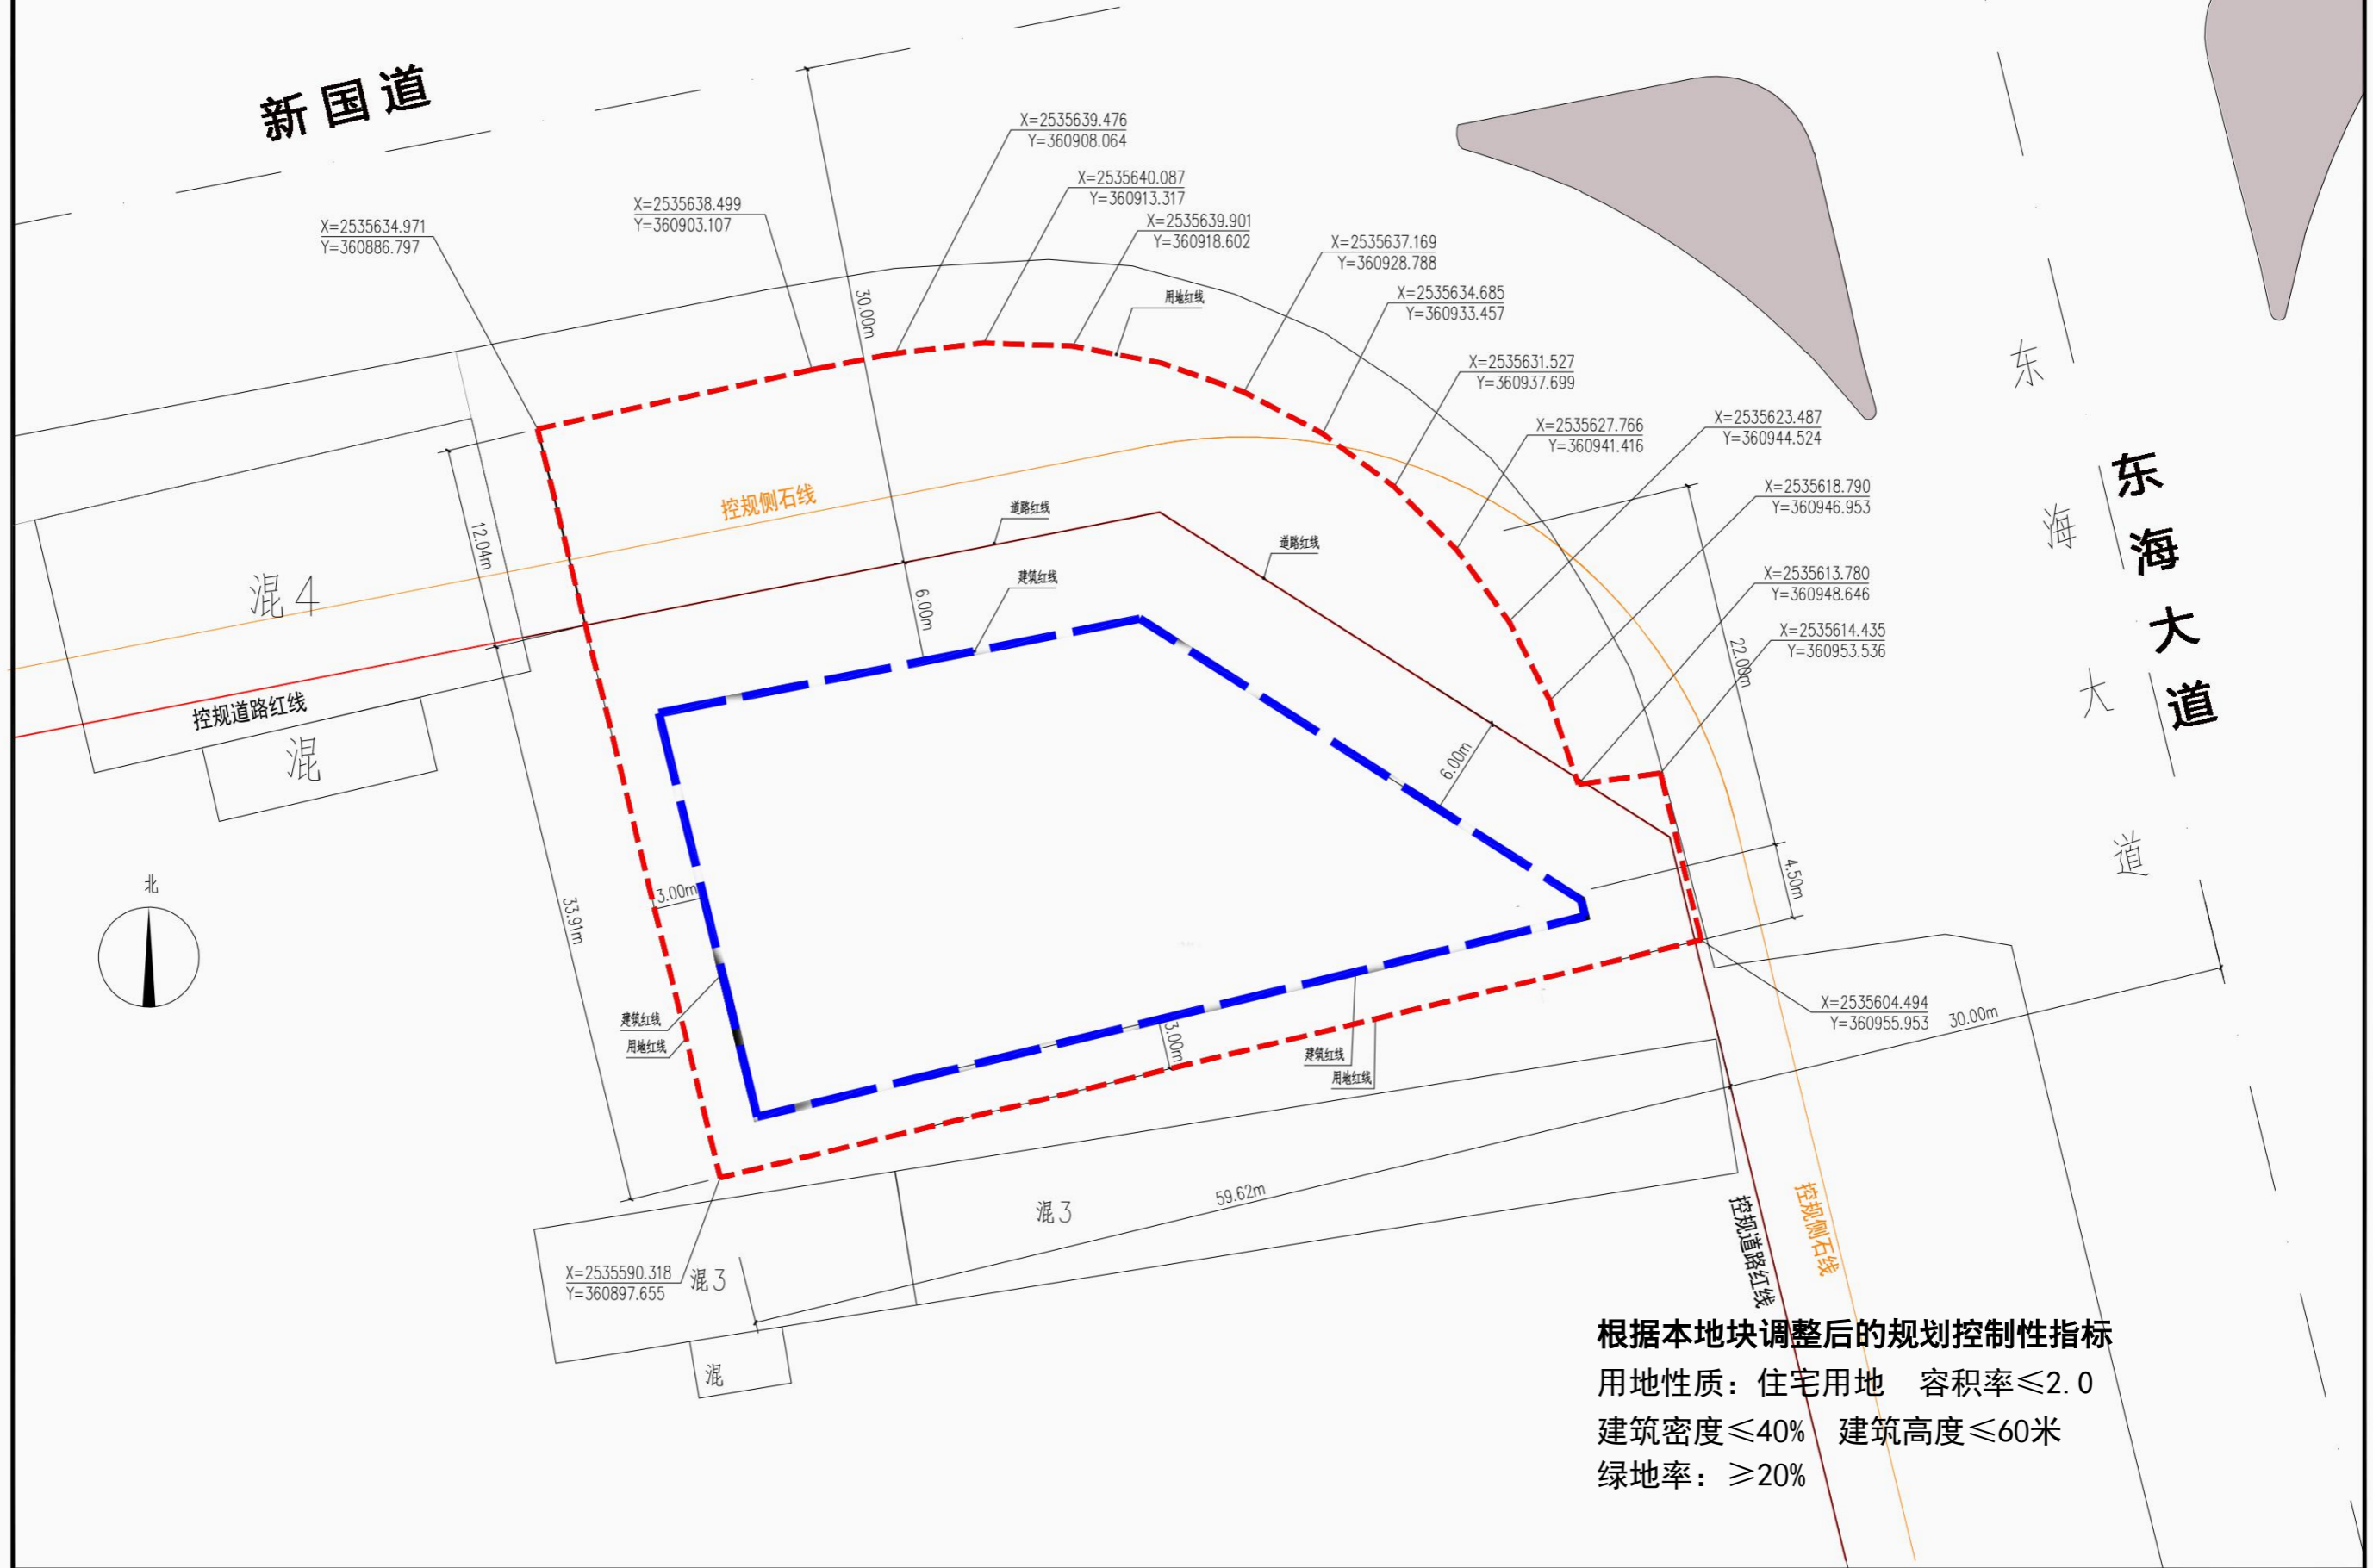 新国道
X=2535639.476
Y=360908.064
X=2535640.087
Y=360913.317
X=2535638.499
Y=360903.107
X=2535639.901
Y=360918.602
X=2535634.971
Y=360886.797
X=2535637.169
Y=360928.788
X=2535634.685
Y=360933.457
用地红线
30.00m
X=2535631.527
Y=360937.699
X=2535627.766
Y=360941.416
X=2535623.487
Y=360944.524
东海大道
东海大道
X=2535618.790
Y=360946.953
控规侧石线
道路红线
道路红线
12.04m
建筑红线
X=2535613.780
Y=360948.646
混4
6.00m
X=2535614.435
Y=360953.536
22.00m
控规道路红线
混
6.00m
北
3.00m
4.50m
33.91m
X=2535604.494
Y=360955.953
30.00m
建筑红线
用地红线
3.00m
建筑红线
用地红线
59.62m
混3
控规道路红线
控规侧石线
X=2535590.318
Y=360897.655
混3
混
根据本地块调整后的规划控制性指标
用地性质：住宅用地 容积率≤2.0
建筑密度≤40% 建筑高度≤60米
绿地率：≥20%